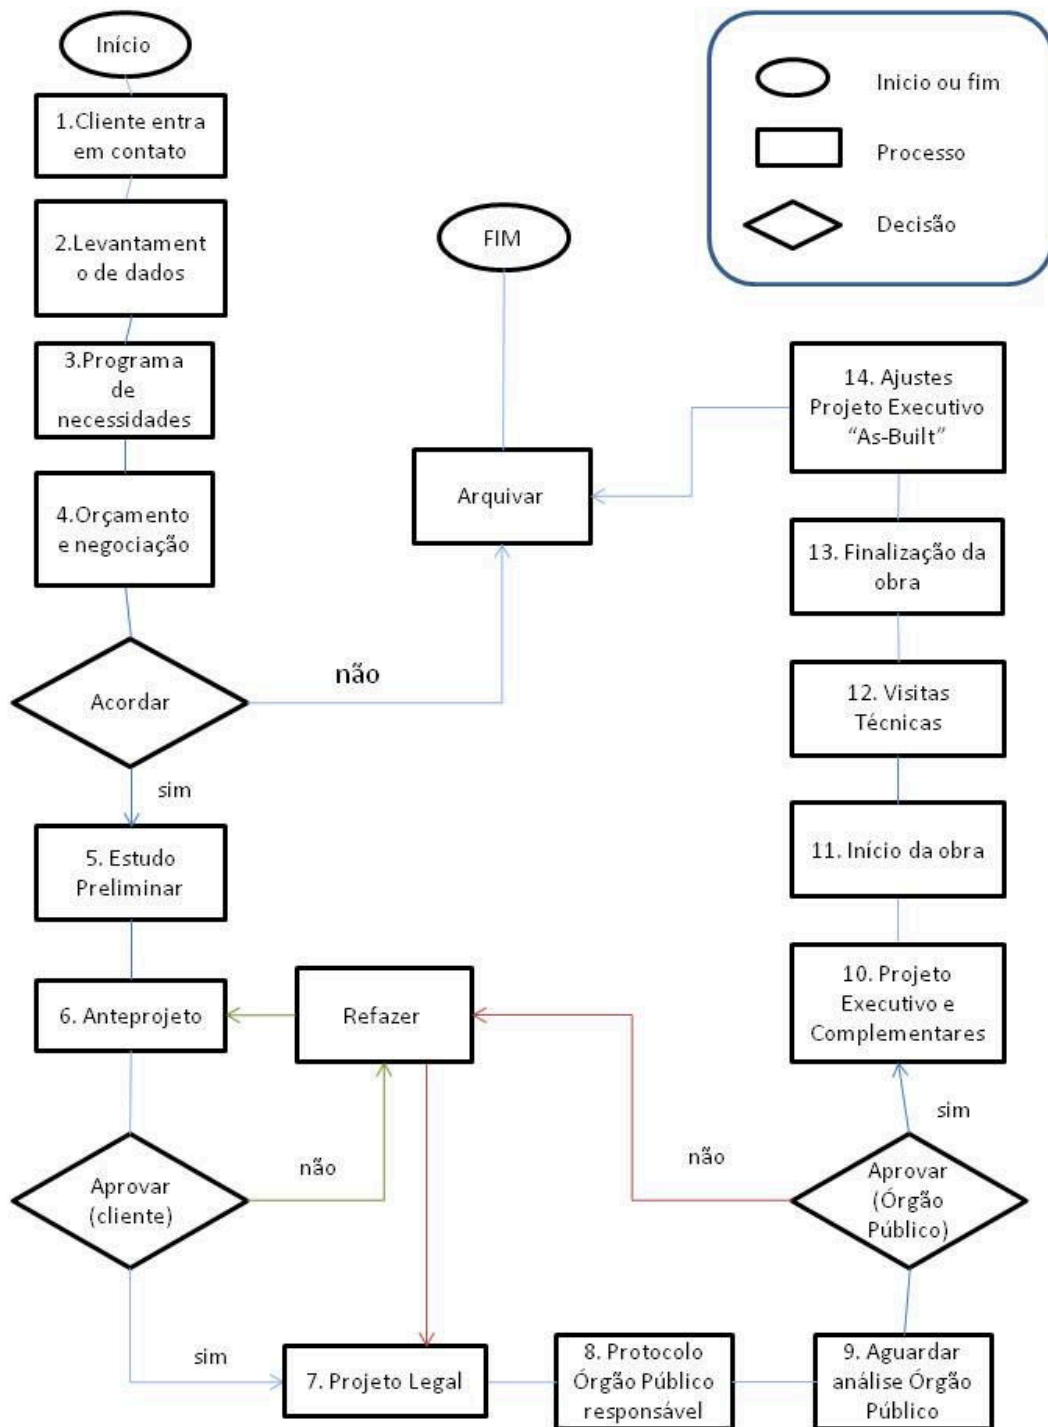 Início
1.Cliente entra
em contato
2.Levantament
o de dados
3.Programa
de
necessidades
4.Orçamento
e negociação
Acordar
não
sim
5. Estudo
Preliminar
6. Anteprojeto
Aprovar
(cliente)
não
sim
Refazer
7. Projeto Legal
8. Protocolo
Órgão Público
responsável
9. Aguardar
análise Órgão
Público
Aprovar
(Órgão
Público)
não
sim
10. Projeto
Executivo e
Complementares
11. Início da obra
12. Visitas
Técnicas
13. Finalização da
obra
14. Ajustes
Projeto Executivo
“As-Built”
Arquivar
FIM
Inicio ou fim
Processo
Decisão